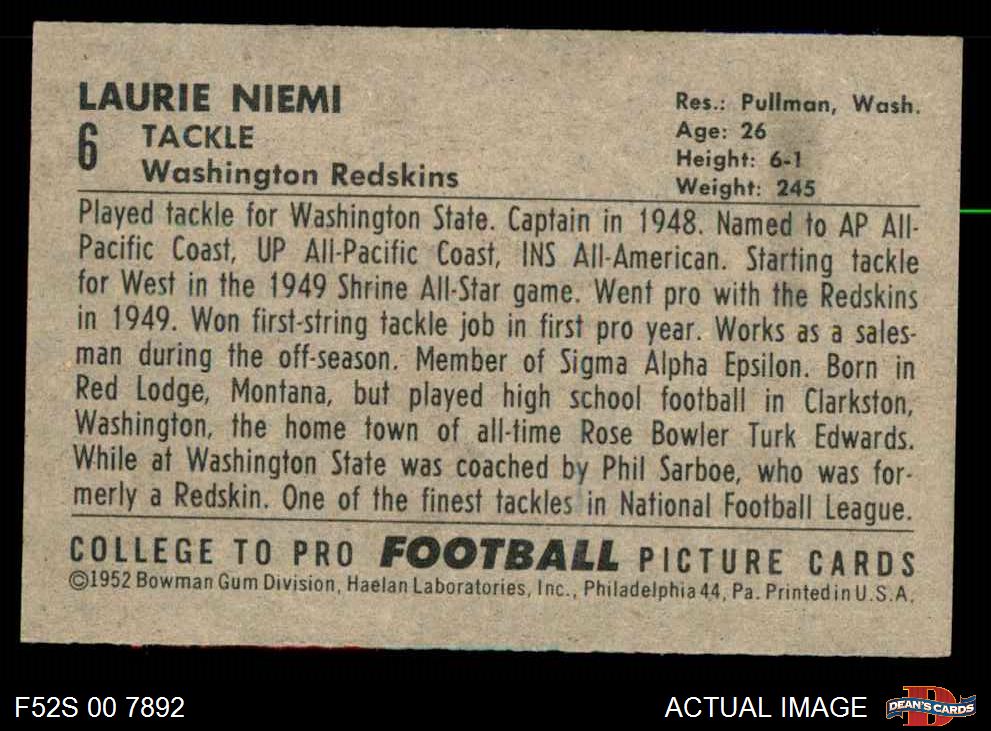 LAURIE NIEMI
6 TACKLE
Washington Redskins
Res.: Pullman, Wash.
Age: 26
Height: 6-1
Weight: 245
Played tackle for Washington State. Captain in 1948. Named to AP All-
Pacific Coast, UP All-Pacific Coast, INS All-American. Starting tackle
for West in the 1949 Shrine All-Star game. Went pro with the Redskins
in 1949. Won first-string tackle job in first pro year. Works as a sales-
man during the off-season. Member of Sigma Alpha Epsilon. Born in
Red Lodge, Montana, but played high school football in Clarkston,
Washington, the home town of all-time Rose Bowler Turk Edwards.
While at Washington State was coached by Phil Sarboe, who was for-
merly a Redskin. One of the finest tackles in National Football League.
COLLEGE TO PRO FOOTBALL PICTURE CARDS
©1952 Bowman Gum Division, Haelan Laboratories, Inc., Philadelphia 44, Pa. Printed in U.S.A.
F52S 00 7892
ACTUAL IMAGE
D
DEAN'S CARDS